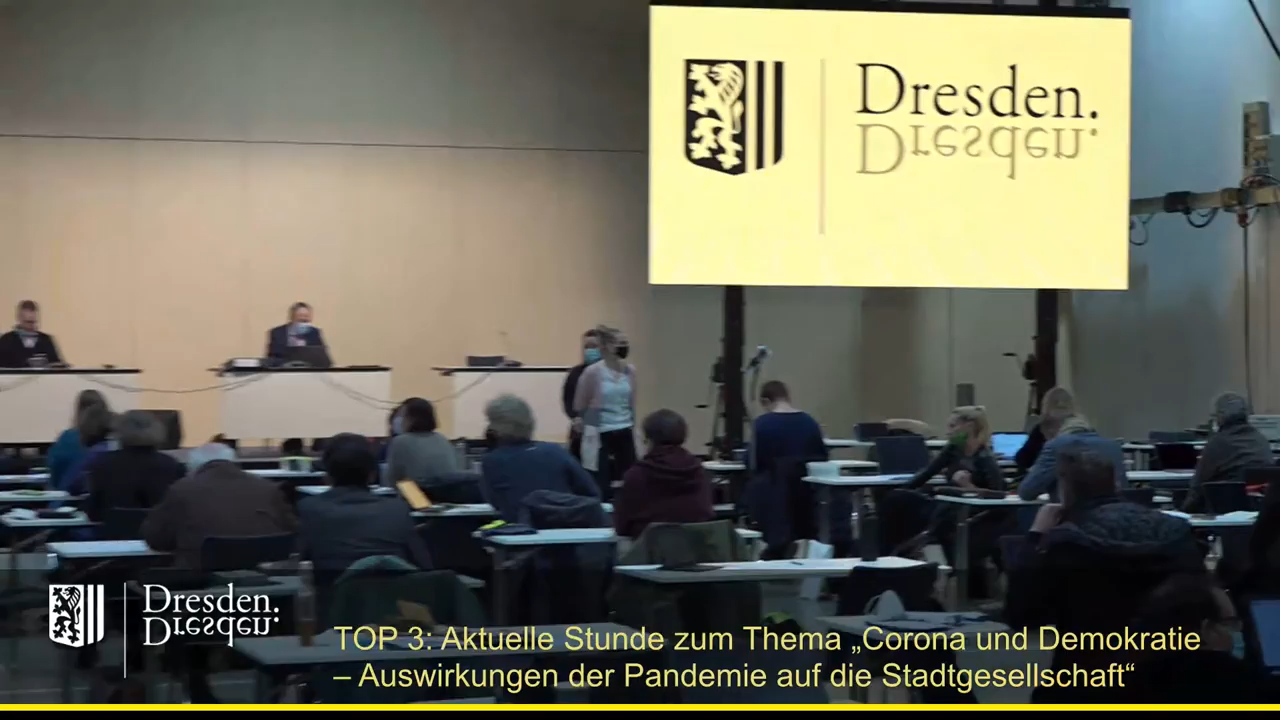 Dresden.
Dresden.
Dresden.
Dresden.
TOP 3: Aktuelle Stunde zum Thema „Corona und Demokratie
– Auswirkungen der Pandemie auf die Stadtgesellschaft“